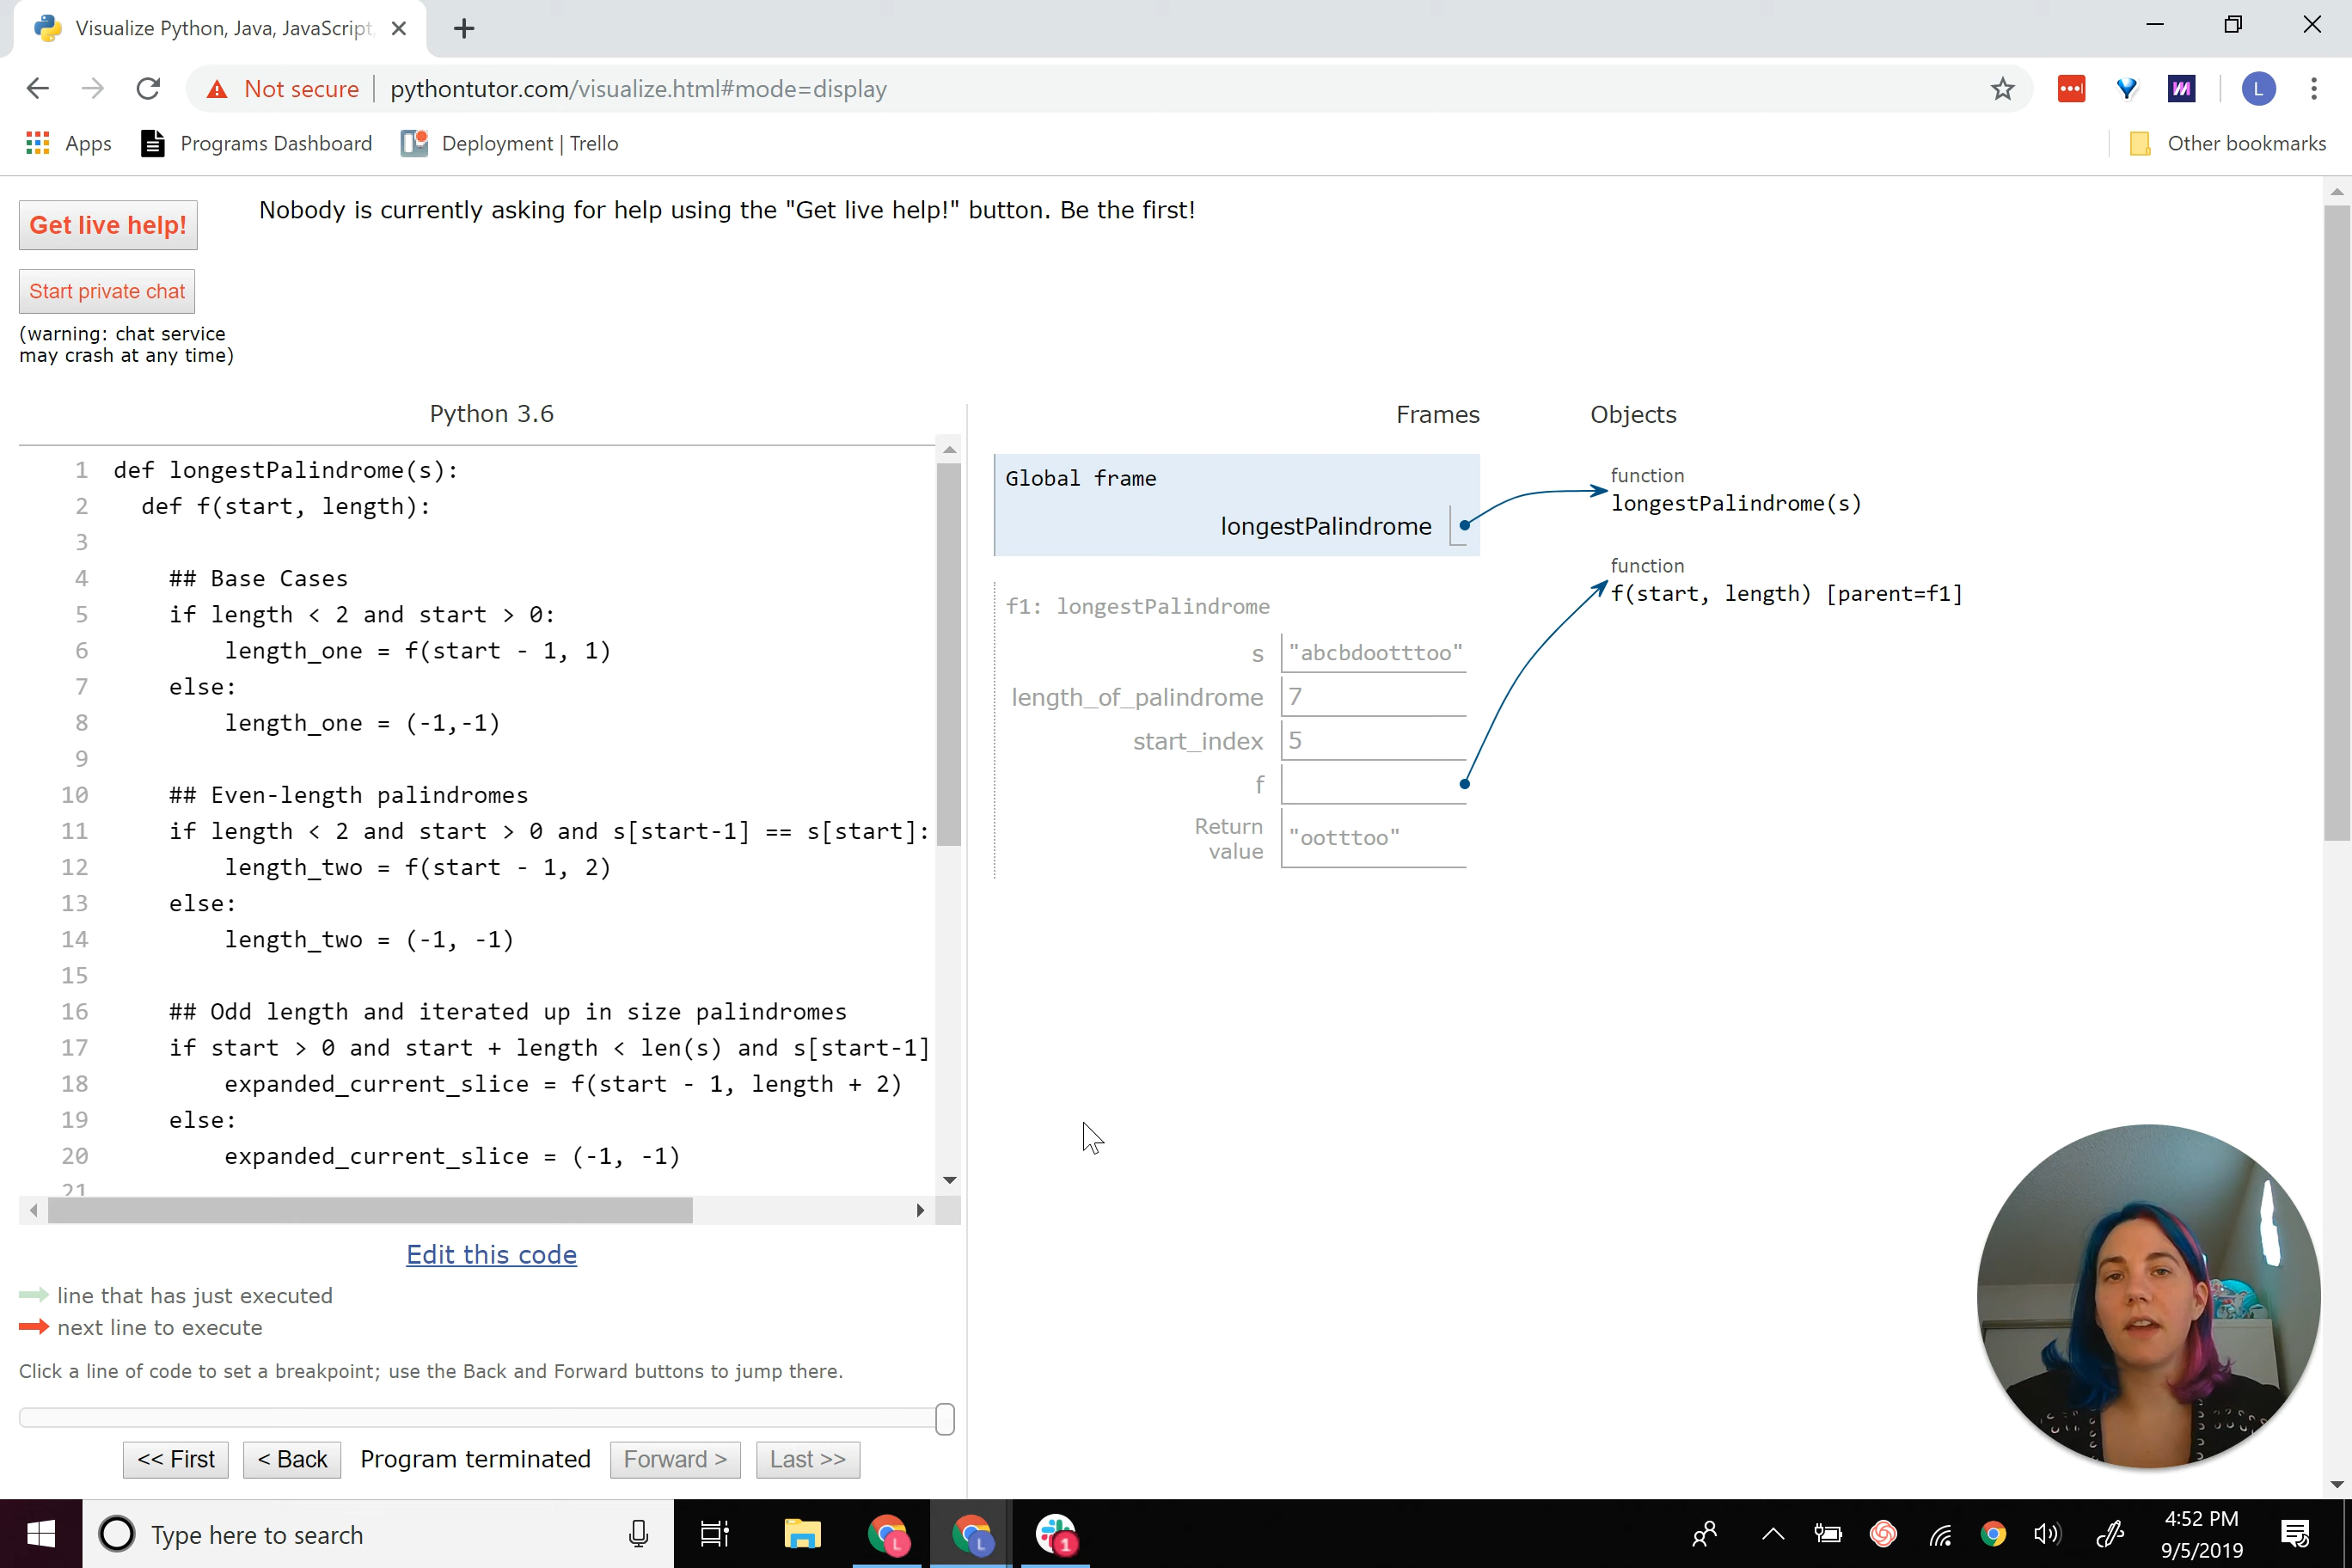 Visualize Python, Java, JavaScript,
Not secure | pythontutor.com/visualize.html#mode=display
L
Apps
Programs Dashboard
Deployment | Trello
Other bookmarks
Get live help!
Nobody is currently asking for help using the "Get live help!" button. Be the first!
Start private chat
(warning: chat service
may crash at any time)
Python 3.6
1 def longestPalindrome(s):
2 def f(start, length):
3
4 ## Base Cases
5 if length < 2 and start > 0:
6 length_one = f(start - 1, 1)
7 else:
8 length_one = (-1,-1)
9
10 ## Even-length palindromes
11 if length < 2 and start > 0 and s[start-1] == s[start]:
12 length_two = f(start - 1, 2)
13 else:
14 length_two = (-1, -1)
15
16 ## Odd length and iterated up in size palindromes
17 if start > 0 and start + length < len(s) and s[start-1]
18 expanded_current_slice = f(start - 1, length + 2)
19 else:
20 expanded_current_slice = (-1, -1)
21
Edit this code
line that has just executed
next line to execute
Click a line of code to set a breakpoint; use the Back and Forward buttons to jump there.
<< First
< Back
Program terminated
Forward >
Last >>
Frames
Objects
Global frame
longestPalindrome
function
longestPalindrome(s)
function
f(start, length) [parent=f1]
f1: longestPalindrome
s "abcbdootttoo"
length_of_palindrome 7
start_index 5
f
Return
value "ootttoo"
Type here to search
L
L
1
4:52 PM
9/5/2019